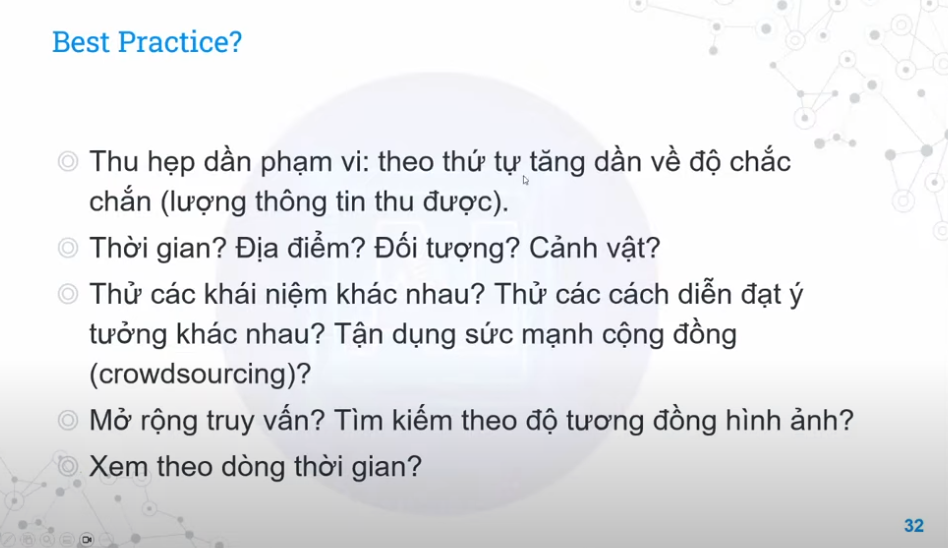 Best Practice?
Thu hẹp dần phạm vi: theo thứ tự tăng dần về độ chắc
chắn (lượng thông tin thu được).
Thời gian? Địa điểm? Đối tượng? Cảnh vật?
Thử các khái niệm khác nhau? Thử các cách diễn đạt ý
tưởng khác nhau? Tận dụng sức mạnh cộng đồng
(crowdsourcing)?
Mở rộng truy vấn? Tìm kiếm theo độ tương đồng hình ảnh?
Xem theo dòng thời gian?
32